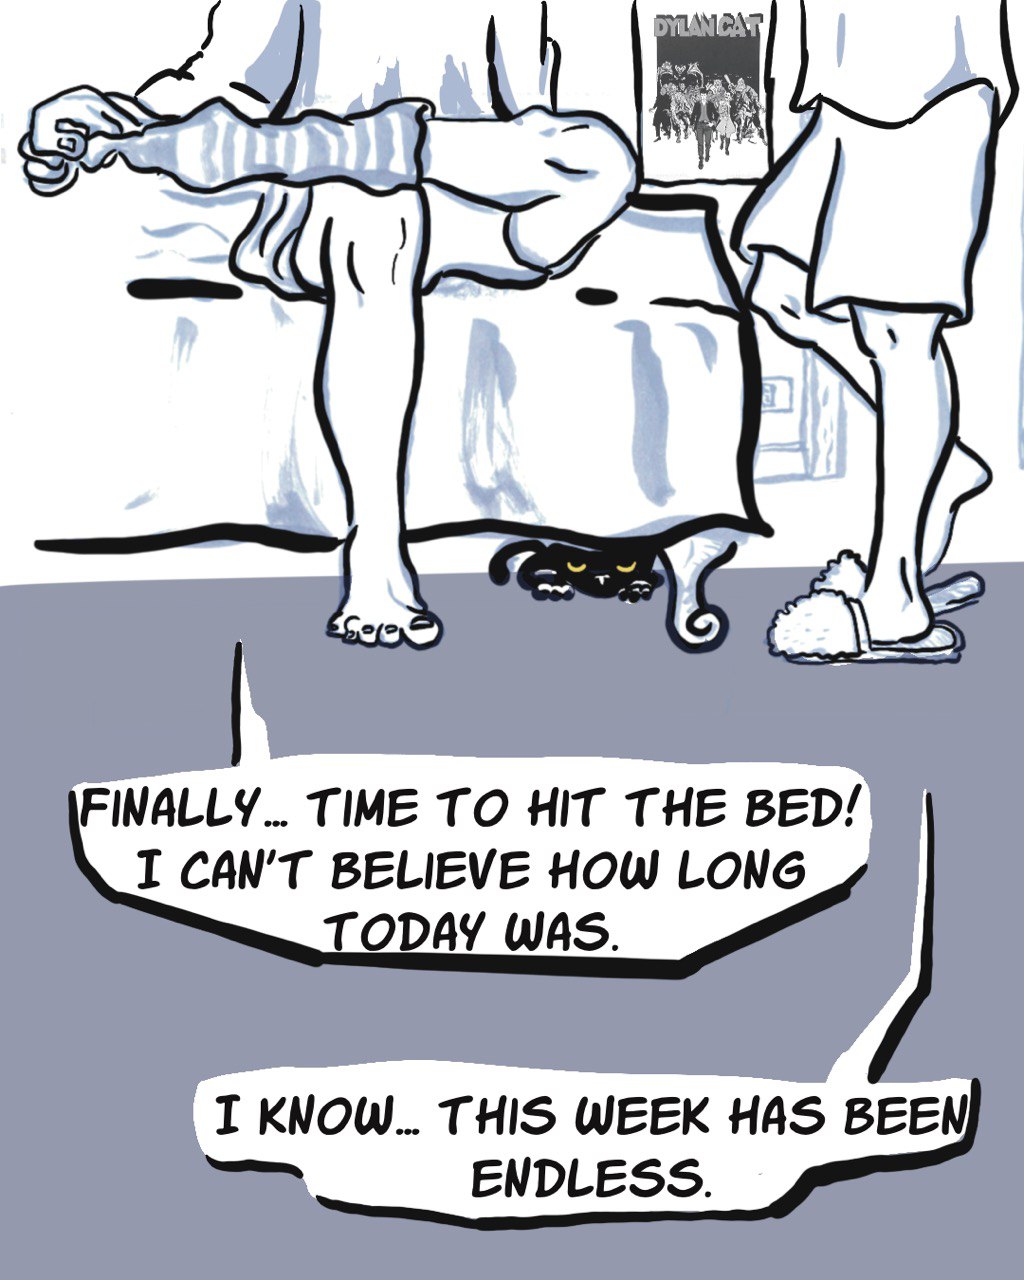 DYLAN CAT
FINALLY... TIME TO HIT THE BED!
I CAN'T BELIEVE HOW LONG
TODAY WAS.
I KNOW... THIS WEEK HAS BEEN
ENDLESS.